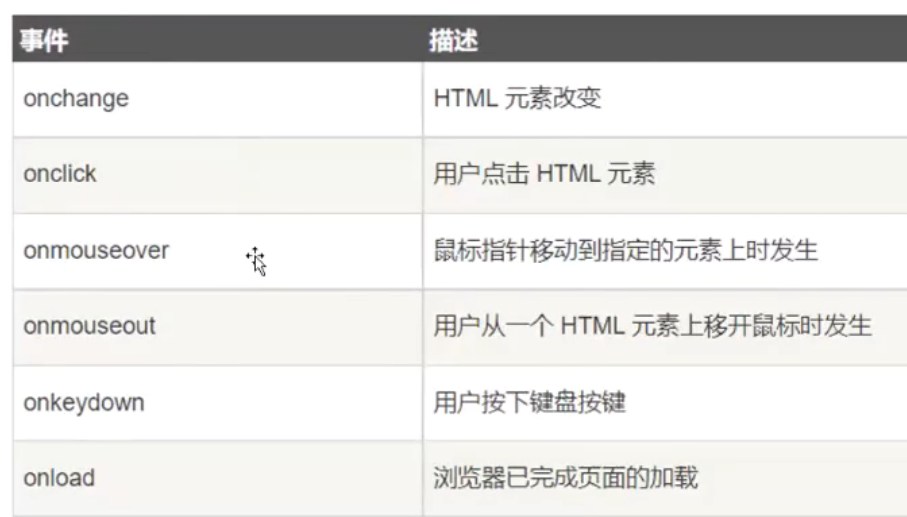 事件 描述
onchange HTML 元素改变
onclick 用户点击 HTML 元素
onmouseover 鼠标指针移动到指定的元素上时发生
onmouseout 用户从一个 HTML 元素上移开鼠标时发生
onkeydown 用户按下键盘按键
onload 浏览器已完成页面的加载